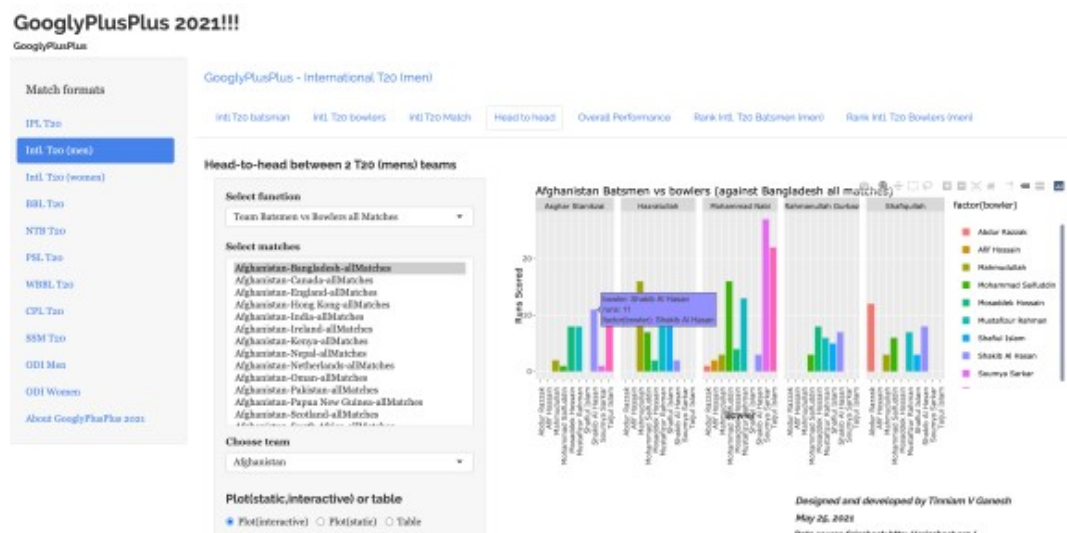 GooglyPlusPlus 2021!!!
GooglyPlusPlus
Match formats
IPL T20
Intl. T20 (men)
Intl. T20 (women)
BBL T20
NTB T20
PSL T20
WBBL T20
CPL T20
SSM T20
ODI Men
ODI Women
About GooglyPlusPlus 2021
GooglyPlusPlus - International T20 (men)
Intl T20 batsman
Intl. T20 bowlers
Intl T20 Match
Head to head
Overall Performance
Rank Intl. T20 Batsmen (men)
Rank Intl. T20 Bowlers (men)
Head-to-head between 2 T20 (mens) teams
Select function
Team Batsmen vs Bowlers all Matches
Select matches
Afghanistan-Bangladesh-allMatches
Afghanistan-Canada-allMatches
Afghanistan-England-allMatches
Afghanistan-Hong Kong-allMatches
Afghanistan-India-allMatches
Afghanistan-Ireland-allMatches
Afghanistan-Kenya-allMatches
Afghanistan-Nepal-allMatches
Afghanistan-Netherlands-allMatches
Afghanistan-Oman-allMatches
Afghanistan-Pakistan-allMatches
Afghanistan-Papua New Guinea-allMatches
Afghanistan-Scotland-allMatches
Choose team
Afghanistan
Plot(static,interactive) or table
Plot(interactive)
Plot(static)
Table
Afghanistan Batsmen vs bowlers (against Bangladesh all matches)
Asghar Stanikzai
Hazratullah
Mohammad Nabi
Rahmanullah Gurbaz
Shafiqullah
Runs Scored
20
10
0
bowler: Shakib Al Hasan
runs: 11
factor(bowler): Shakib Al Hasan
Bowler
factor(bowler)
Abdur Razzak
Afif Hossain
Mahmudullah
Mohammad Saifuddin
Mosaddek Hossain
Mustafizur Rahman
Shafiul Islam
Shakib Al Hasan
Soumya Sarkar
Designed and developed by Tinniam V Ganesh
May 25, 2021